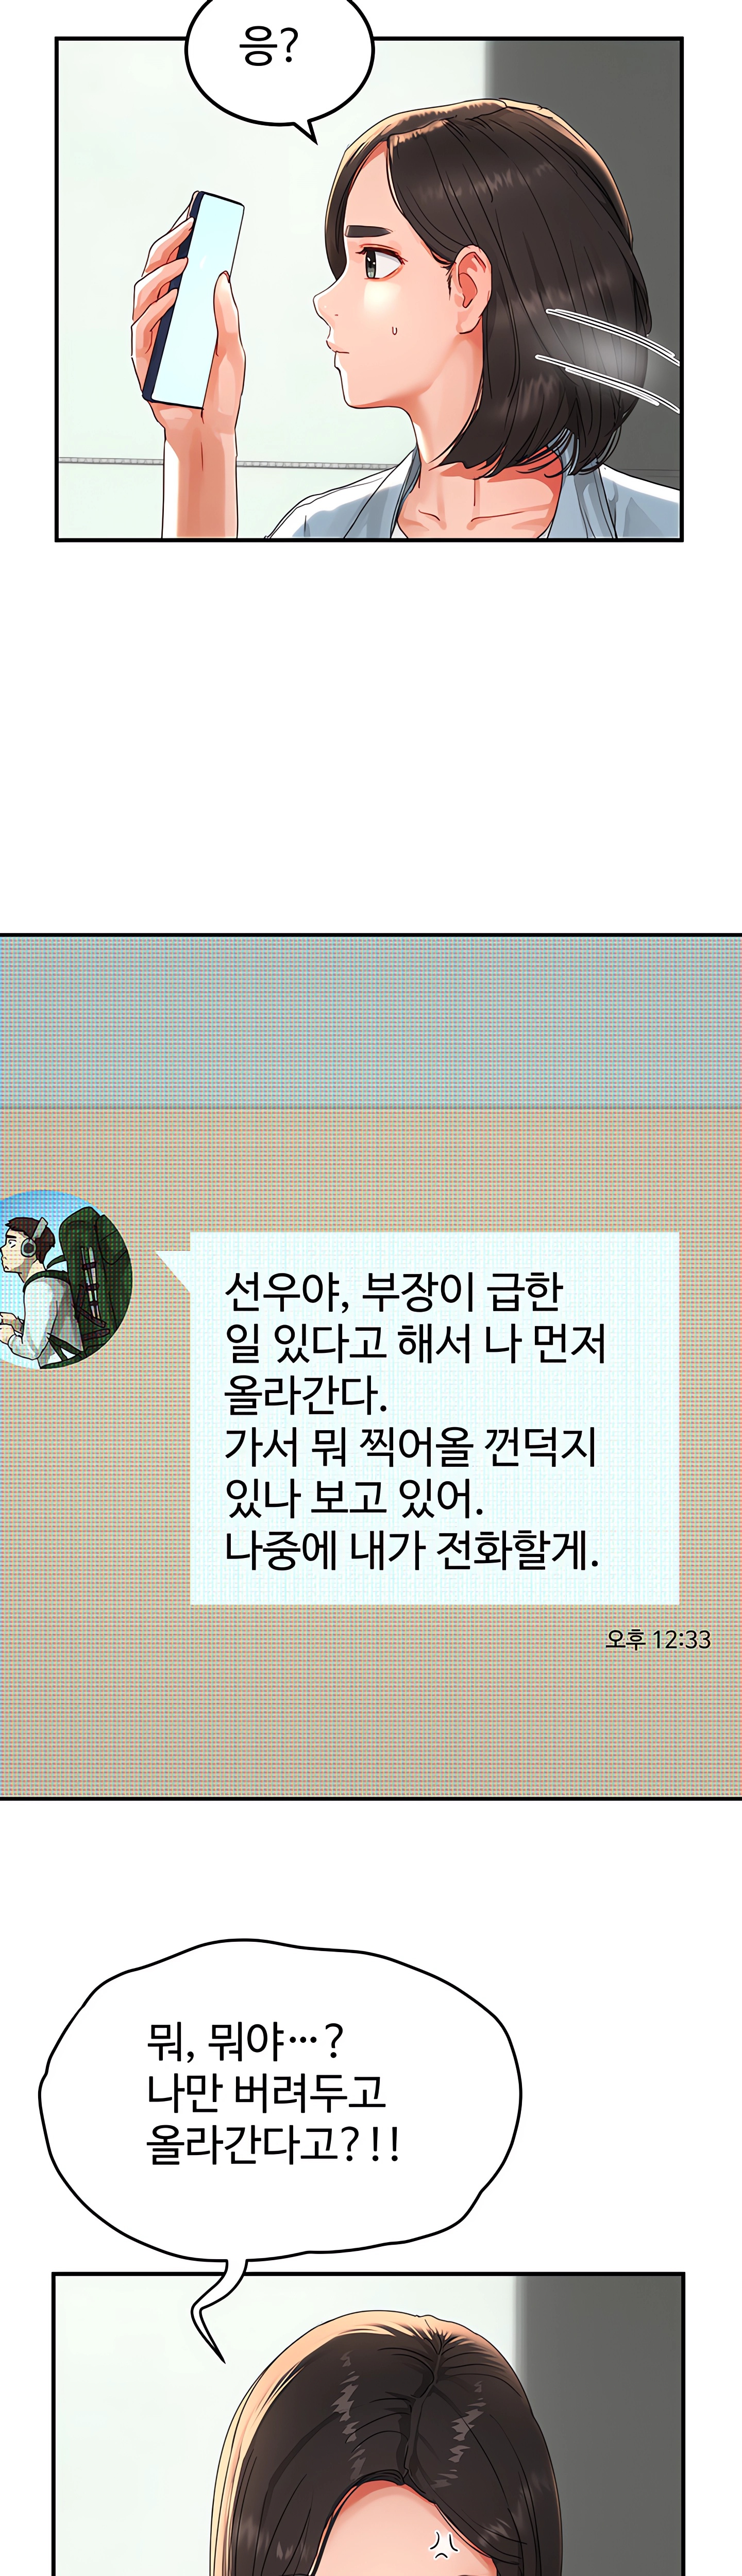 응?
선우야, 부장이 급한
일 있다고 해서 나 먼저
올라간다.
가서 뭐 찍어올 껀덕지
있나 보고 있어.
나중에 내가 전화할게.
오후 12:33
뭐, 뭐야…?
나만 버려두고
올라간다고?!!